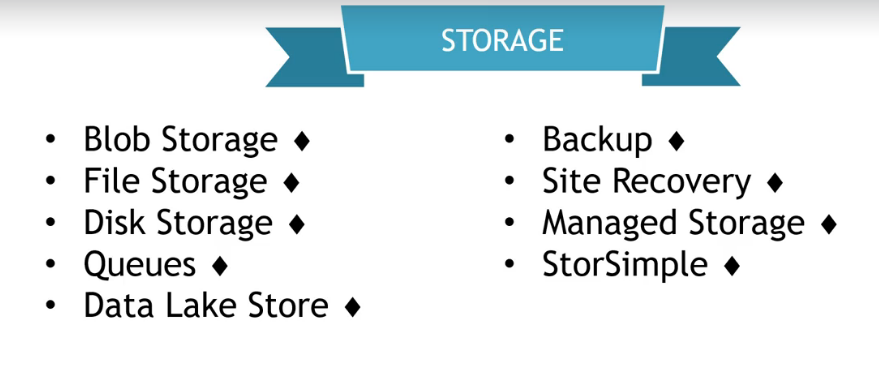 STORAGE
• Blob Storage ♦
• File Storage ♦
• Disk Storage ♦
• Queues ♦
• Data Lake Store ♦
• Backup ♦
• Site Recovery ♦
• Managed Storage ♦
• StorSimple ♦